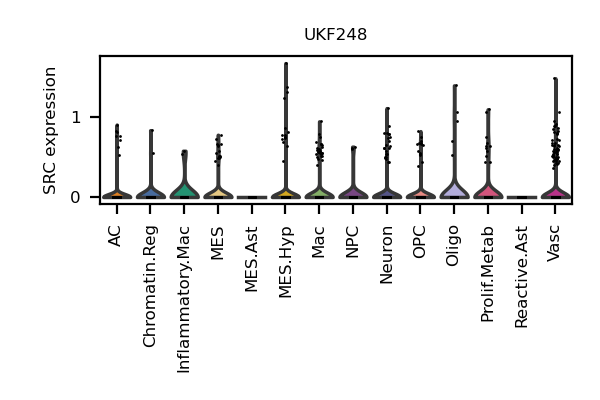 UKF248
SRC expression
1
0
AC
Chromatin.Reg
Inflammatory.Mac
MES
MES.Ast
MES.Hyp
Mac
NPC
Neuron
OPC
Oligo
Prolif.Metab
Reactive.Ast
Vasc